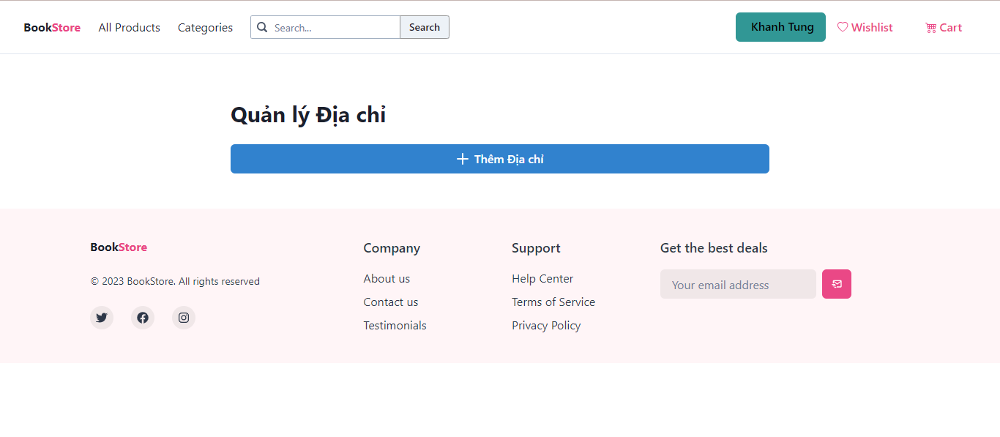 BookStore All Products Categories Search... Search Khanh Tung Wishlist Cart
Quản lý Địa chỉ
Thêm Địa chỉ
BookStore
© 2023 BookStore. All rights reserved
Company
About us
Contact us
Testimonials
Support
Help Center
Terms of Service
Privacy Policy
Get the best deals
Your email address